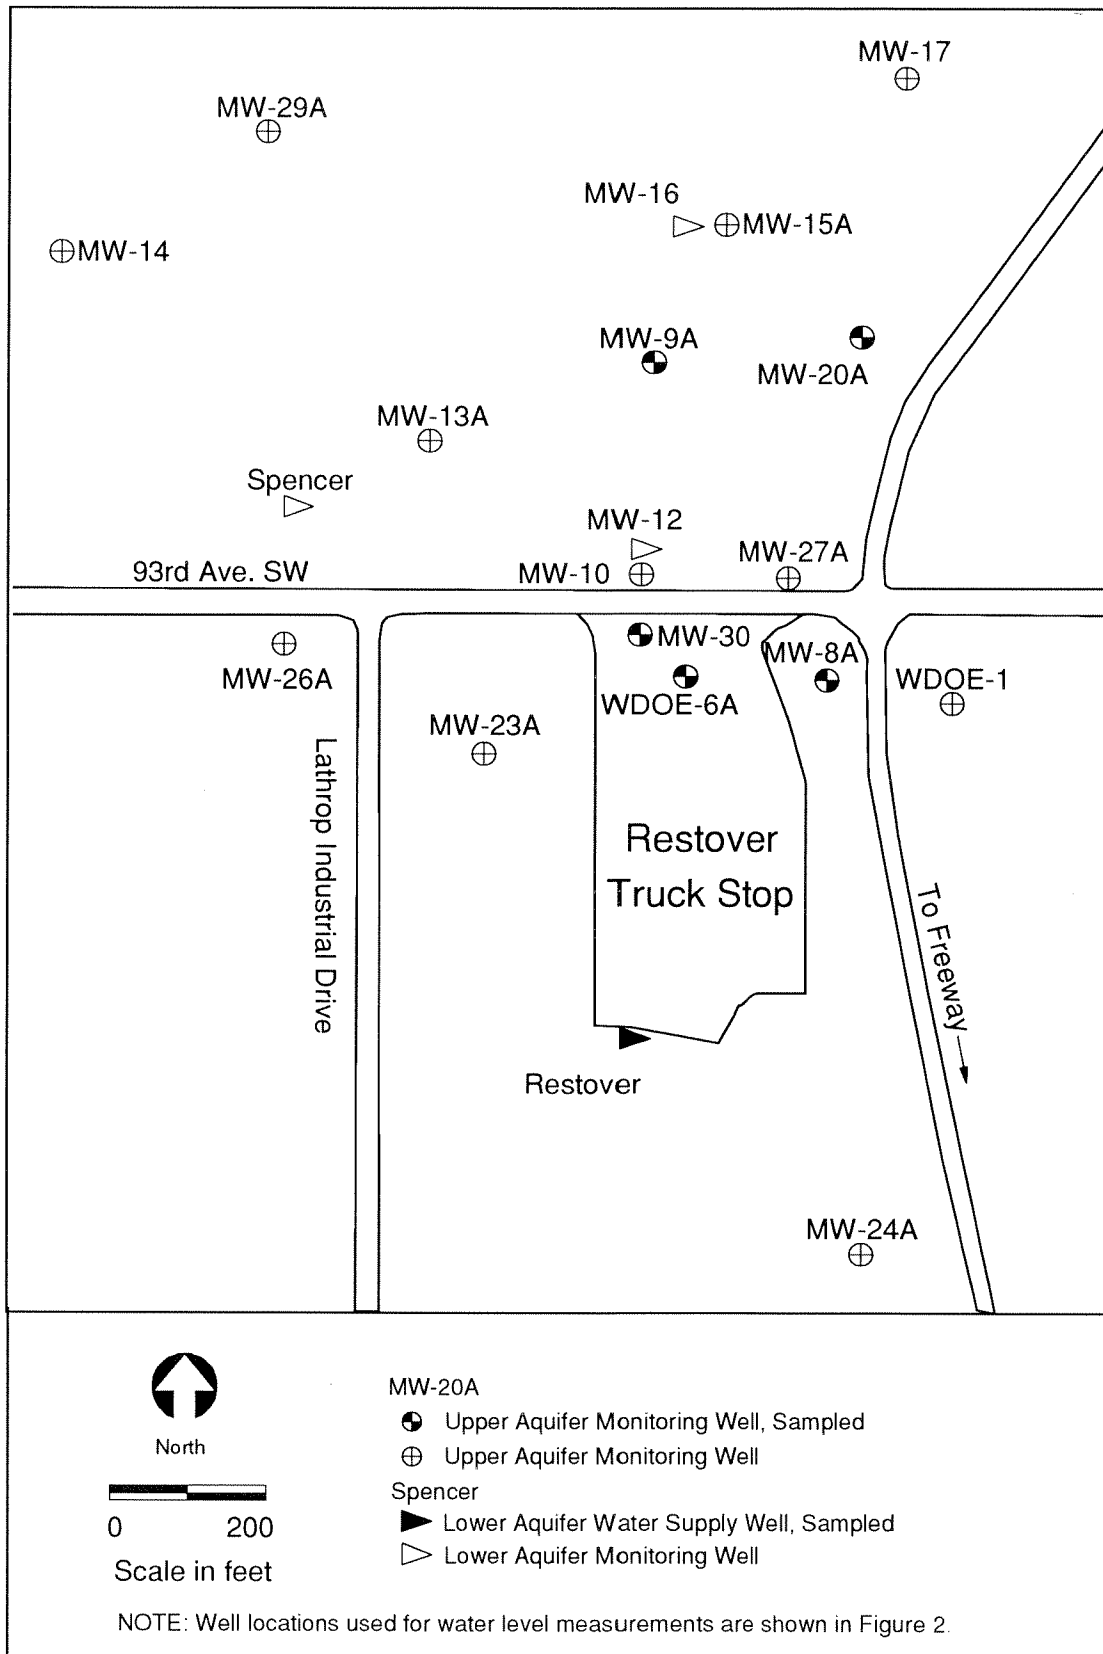 MW-17
MW-29A
MW-16
MW-15A
MW-14
MW-9A
MW-20A
MW-13A
Spencer
MW-12
MW-27A
93rd Ave. SW
MW-10
MW-30
MW-8A
MW-26A
WDOE-1
WDOE-6A
MW-23A
Lathrop Industrial Drive
Restover
Truck Stop
To Freeway
Restover
MW-24A
North
0 200
Scale in feet
MW-20A
Upper Aquifer Monitoring Well, Sampled
Upper Aquifer Monitoring Well
Spencer
Lower Aquifer Water Supply Well, Sampled
Lower Aquifer Monitoring Well
NOTE: Well locations used for water level measurements are shown in Figure 2.